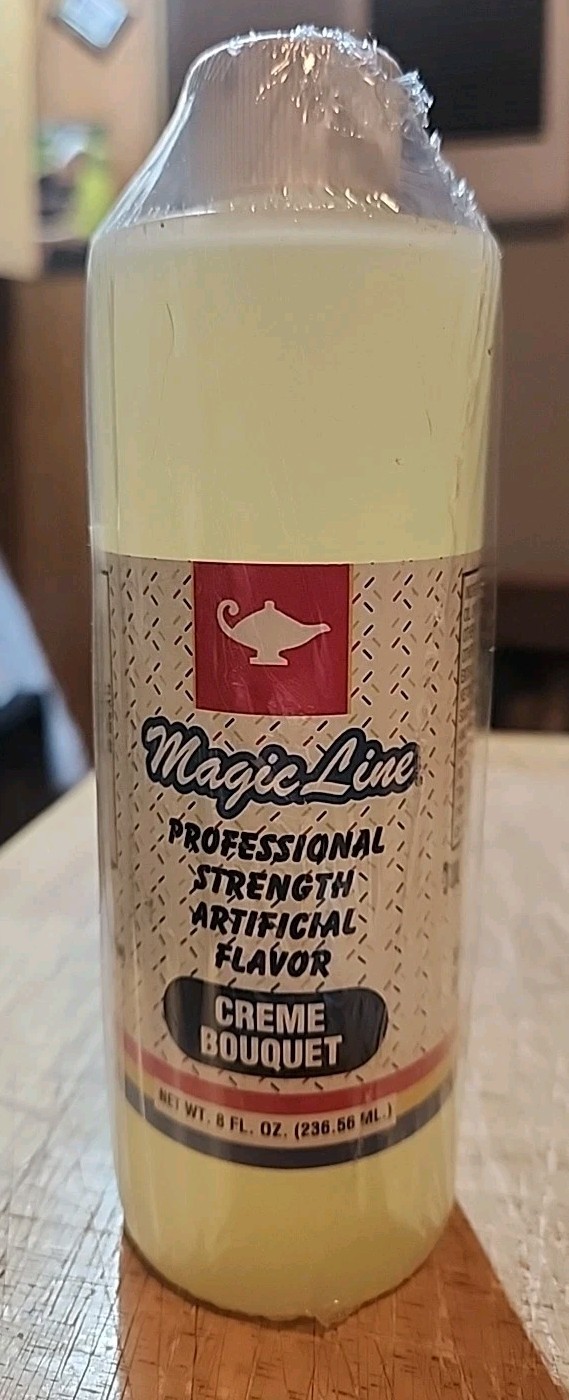 Magic Line
PROFESSIONAL
STRENGTH
ARTIFICIAL
FLAVOR
CREME
BOUQUET
NET WT. 8 FL. OZ. (236.56 ML.)